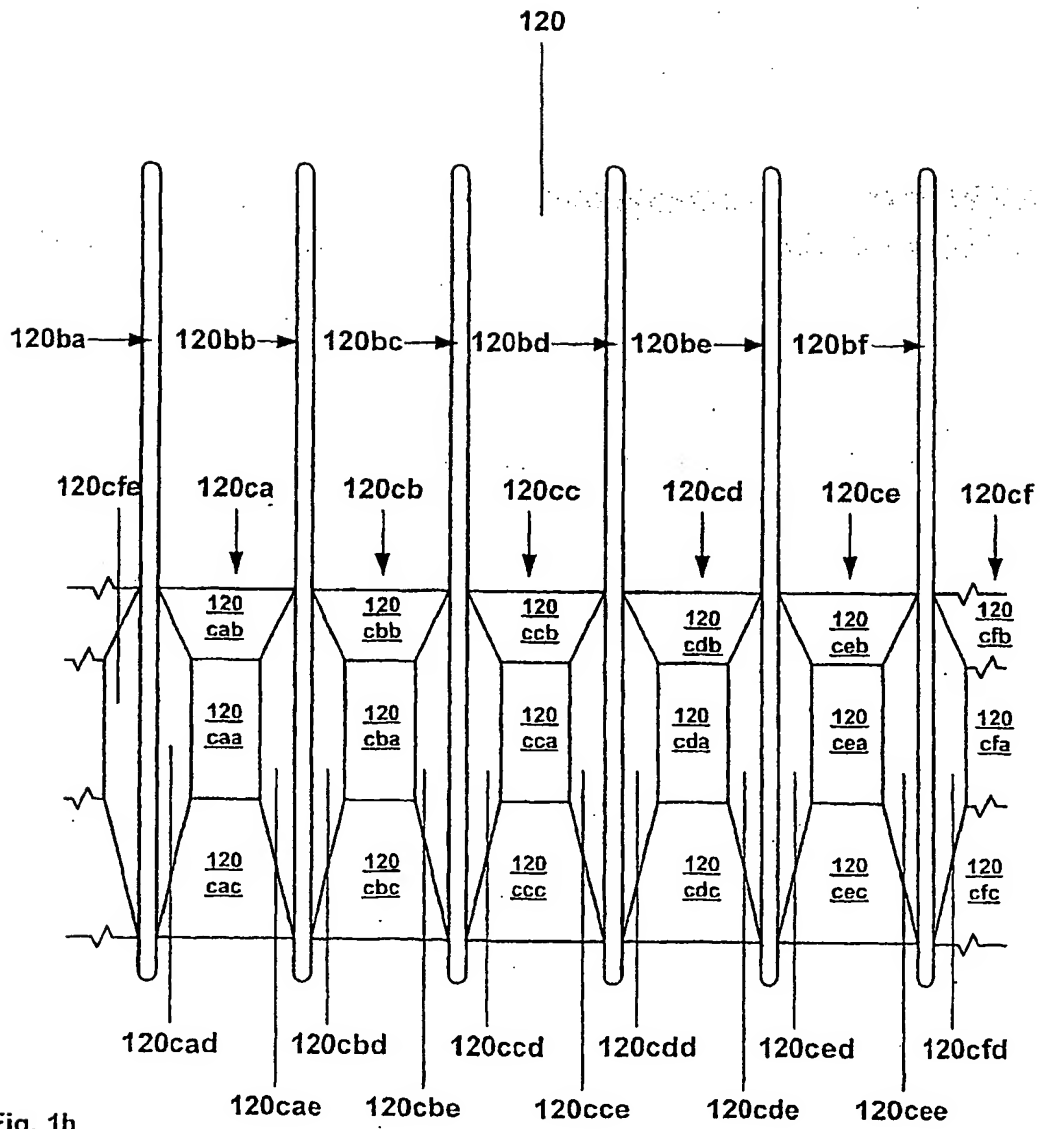 120
120ba 120bb 120bc 120bd 120be 120bf
120cfe 120ca 120cb 120cc 120cd 120ce 120cf
120 120 120 120 120 120
cab cbb ccb cdb ceb cfb
120 120 120 120 120 120
caa cba cca cda cea cfa
120 120 120 120 120 120
cac cbc ccc cdc cec cfc
120cad 120cbd 120ccd 120cdd 120ced 120cfd
120cae 120cbe 120cce 120cde 120cee
Fig. 1b